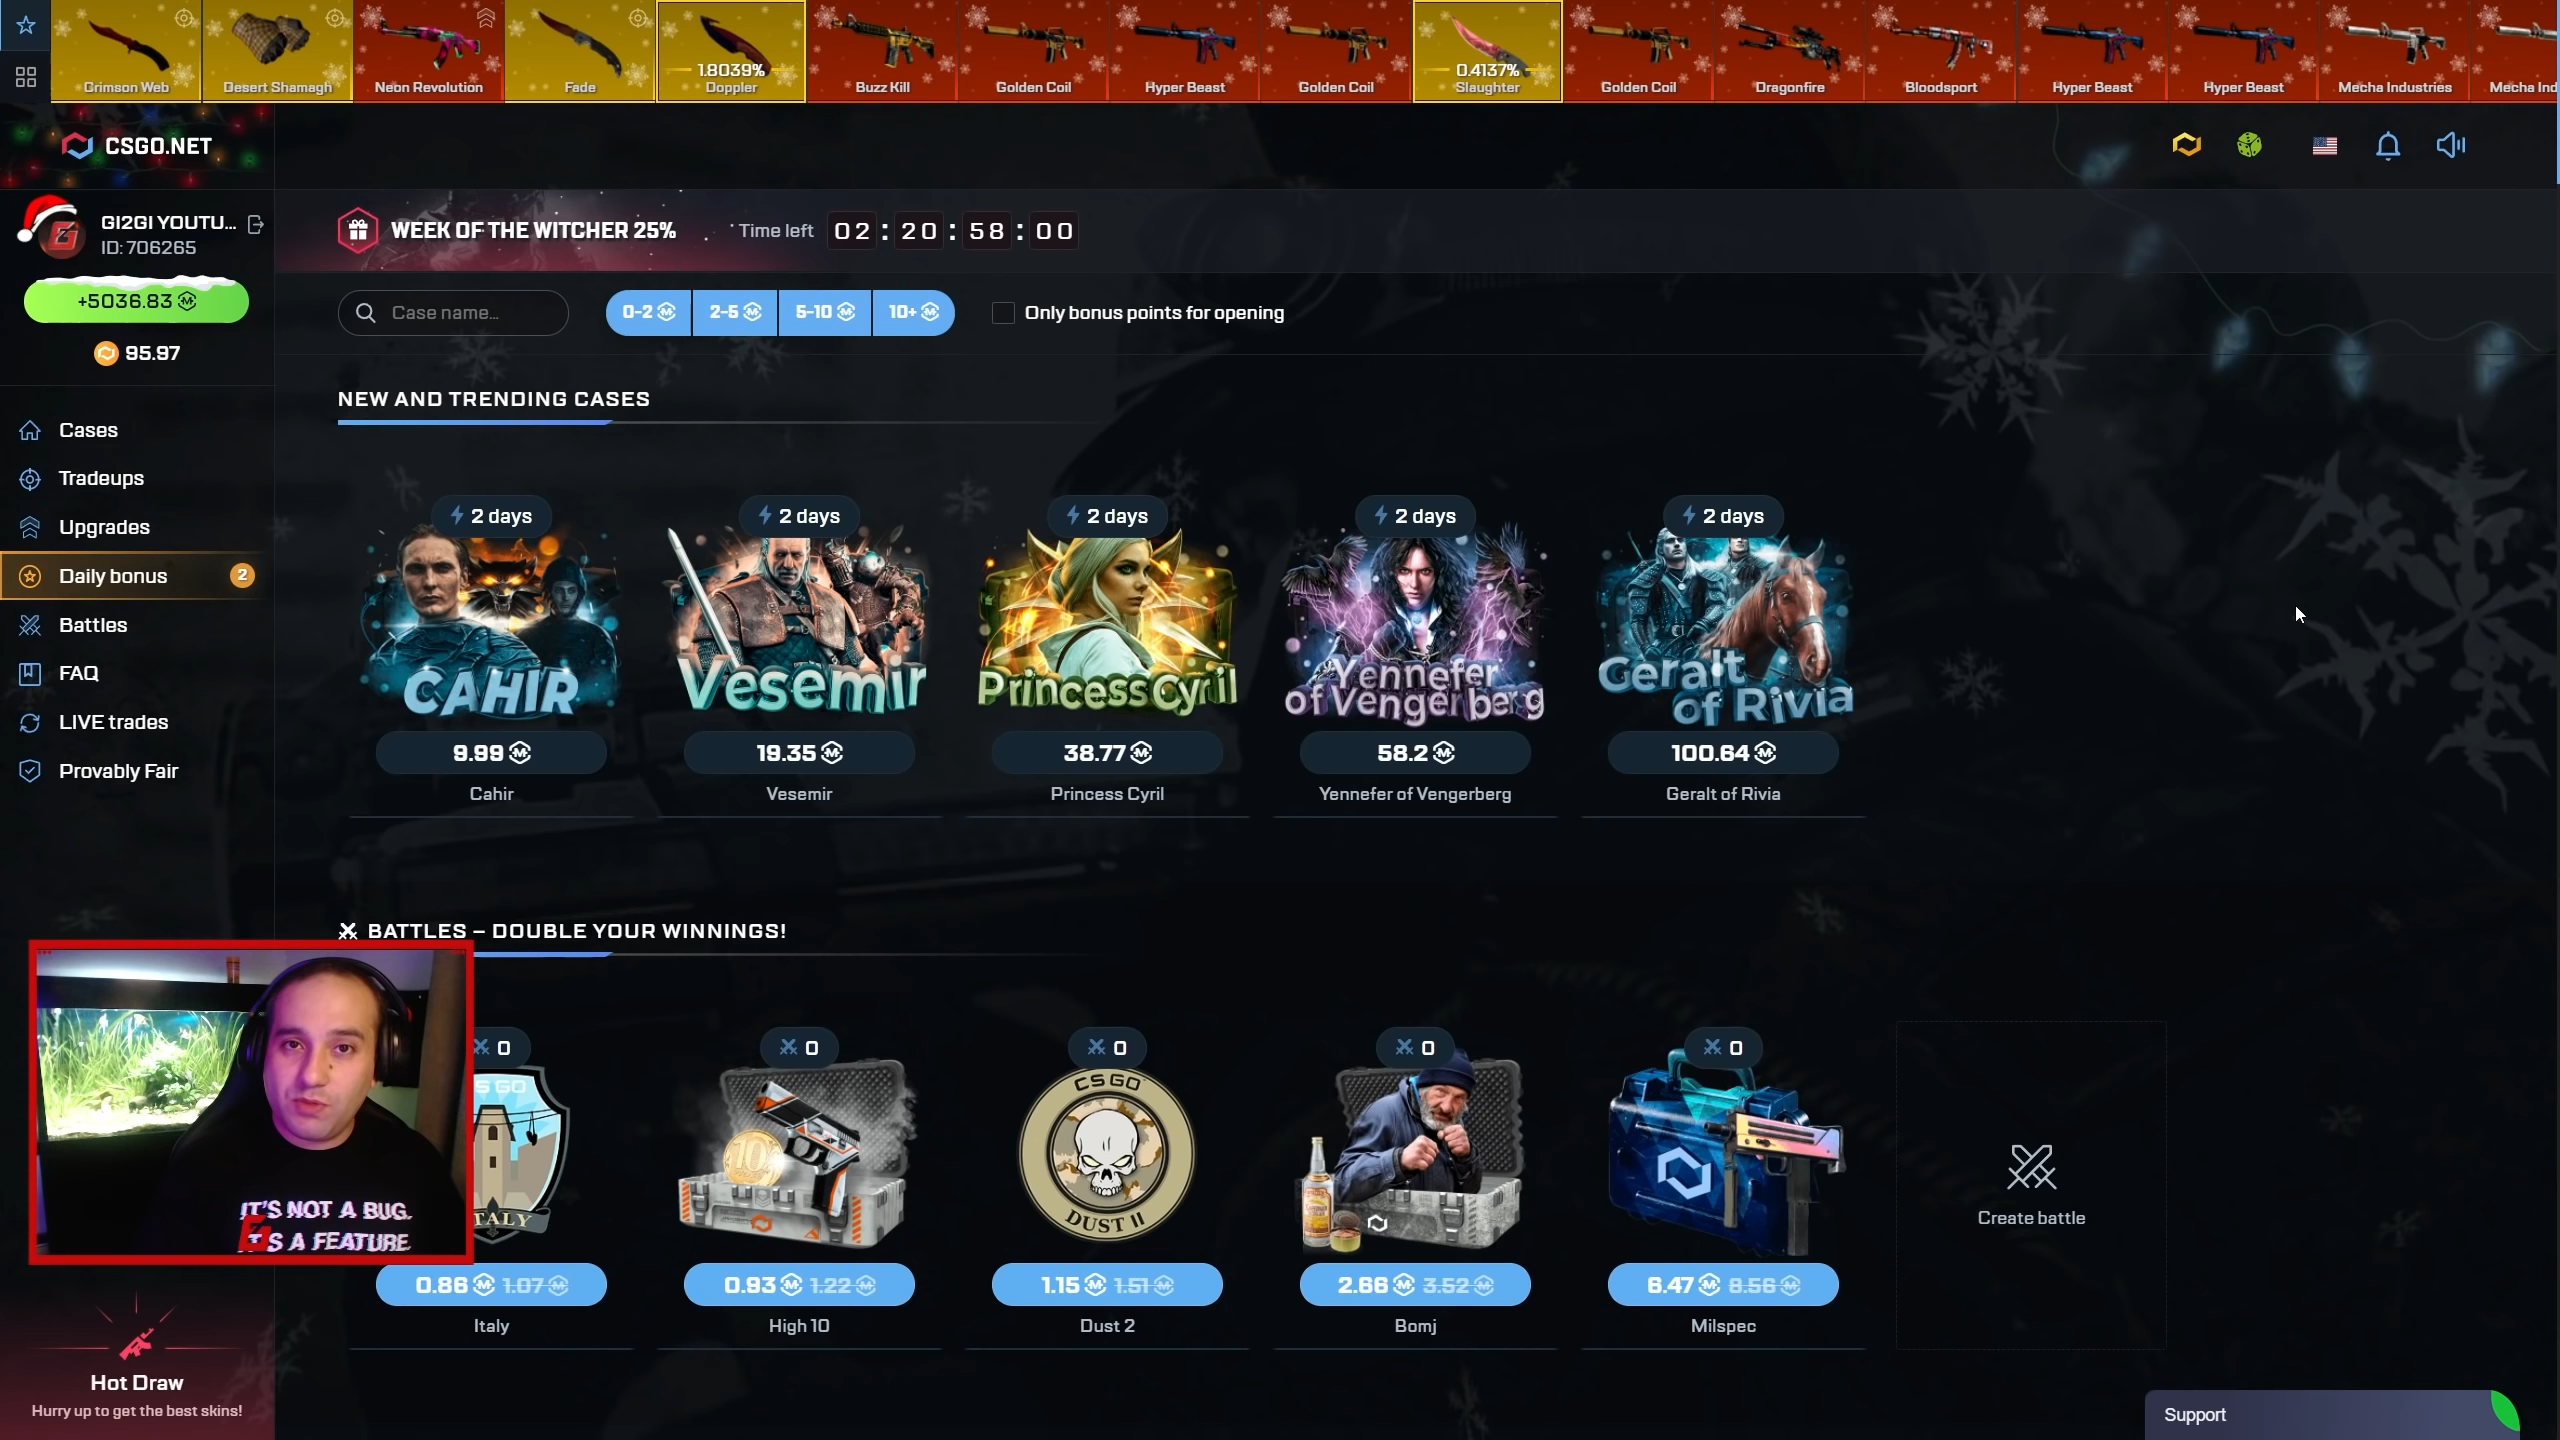 Crimson Web
Desert Shamagh
Neon Revolution
Fade
1.8039%
Doppler
Buzz Kill
Golden Coil
Hyper Beast
Golden Coil
0.4137%
Slaughter
Golden Coil
Dragonfire
Bloodsport
Hyper Beast
Hyper Beast
Mecha Industries
Mecha Ind
CSGO.NET
GI2GI YOUTU...
ID: 706265
+5036.83
95.97
WEEK OF THE WITCHER 25%
Time left 02 : 20 : 58 : 00
Case name...
0-2
2-5
5-10
10+
Only bonus points for opening
Cases
Tradeups
Upgrades
Daily bonus 2
Battles
FAQ
LIVE trades
Provably Fair
NEW AND TRENDING CASES
2 days
2 days
2 days
2 days
2 days
CAHIR
Vesemir
Princess Cyril
Yennefer
of Vengerberg
Geralt
of Rivia
9.99
19.35
38.77
58.2
100.64
Cahir
Vesemir
Princess Cyril
Yennefer of Vengerberg
Geralt of Rivia
BATTLES – DOUBLE YOUR WINNINGS!
0
0
0
0
0
S GO
TALY
10
CS GO
DUST II
IT'S NOT A BUG.
IT'S A FEATURE
Create battle
0.86 1.07
0.93 1.22
1.15 1.51
2.66 3.52
6.47 8.56
Italy
High 10
Dust 2
Bomj
Milspec
Hot Draw
Hurry up to get the best skins!
Support